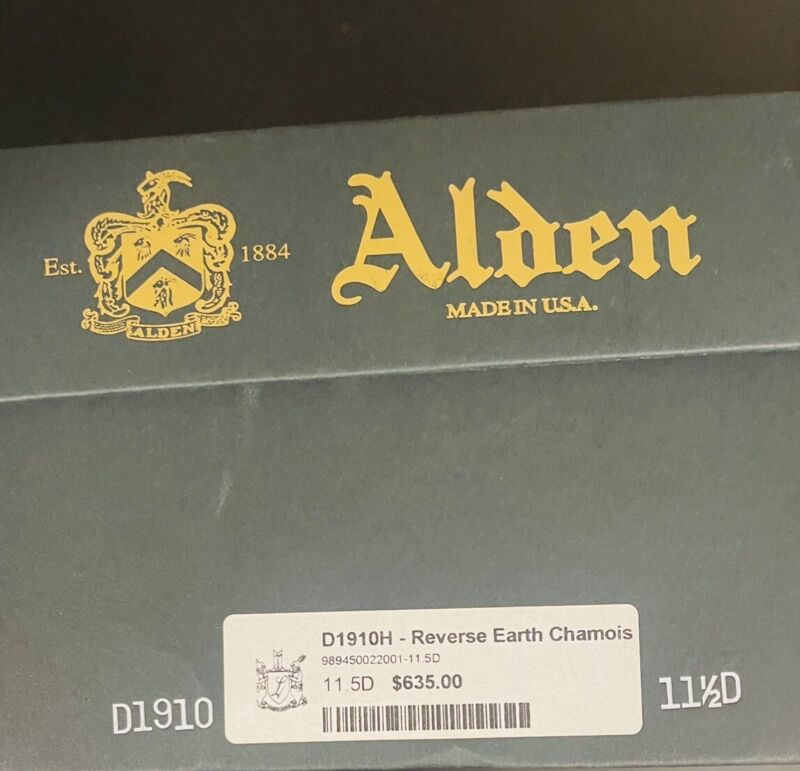 Est.
1884
ALDEN
Alden
MADE IN U.S.A.
D1910H - Reverse Earth Chamois
989450022001-11.5D
11.5D $635.00
D1910
11½D